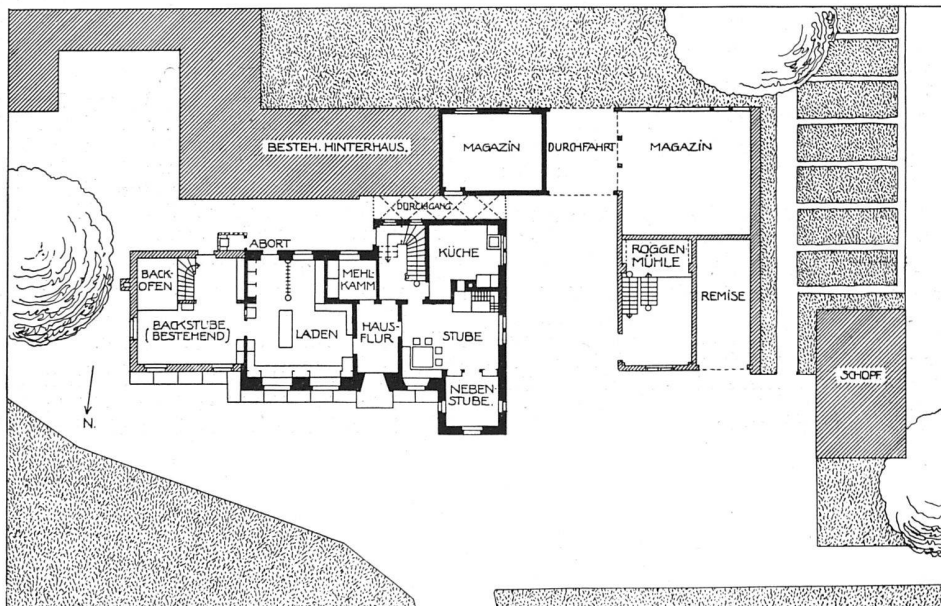 BESTEH. HINTERHAUS.
MAGAZIN
DURCHFAHRT
MAGAZIN
DURCHGANG
ABORT
KÜCHE
ROGGEN
MÜHLE
BACK-
OFEN
MEHL-
KAMM
REMISE
BACKSTUBE
(BESTEHEND)
LADEN
HAUS-
FLUR
STUBE
SCHOPF
NEBEN-
STUBE.
N.